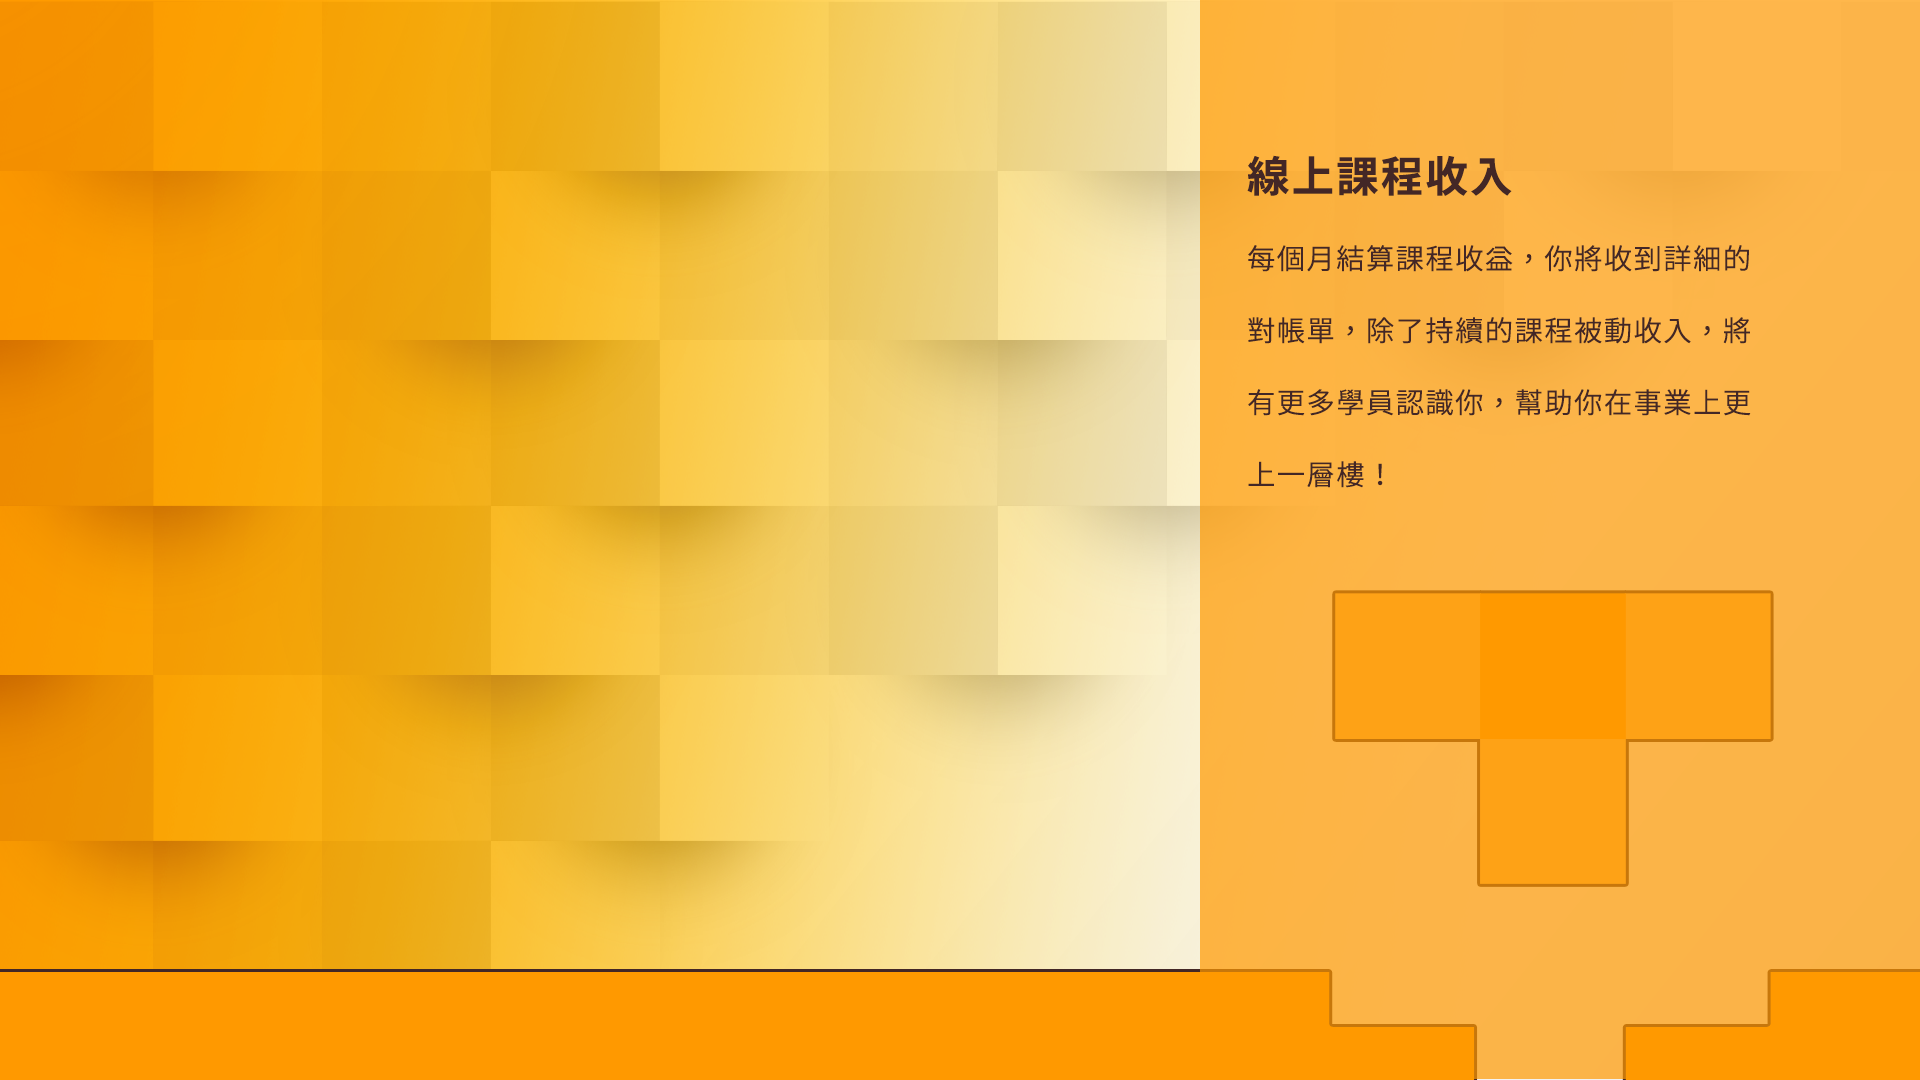 線上課程收入
每個月結算課程收益，你將收到詳細的
對帳單，除了持續的課程被動收入，將
有更多學員認識你，幫助你在事業上更
上一層樓！